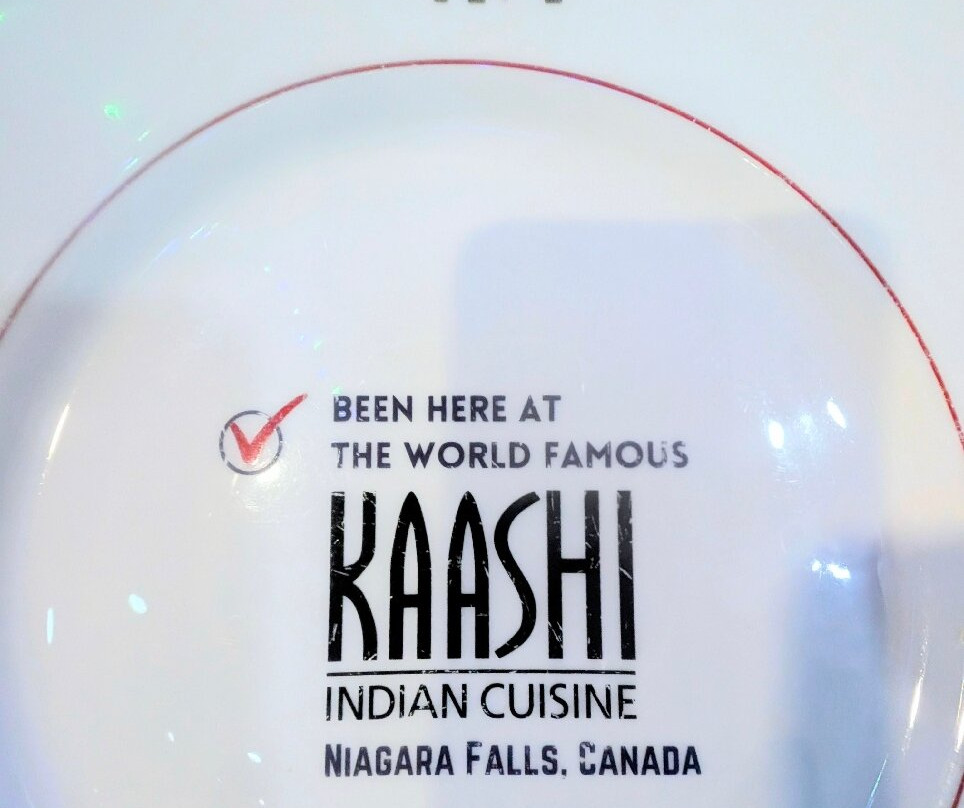 BEEN HERE AT
THE WORLD FAMOUS
KAASHI
INDIAN CUISINE
NIAGARA FALLS, CANADA